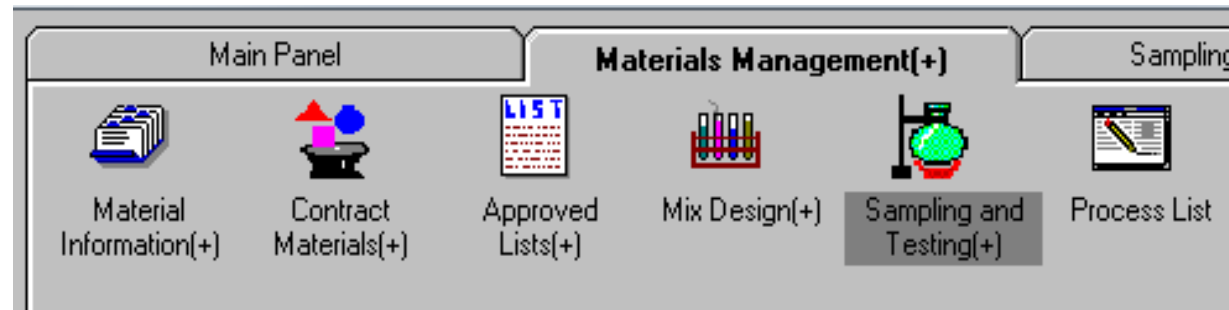 Main Panel
Materials Management(+)
Sampling
LIST
Material
Information(+)
Contract
Materials(+)
Approved
Lists(+)
Mix Design(+)
Sampling and
Testing(+)
Process List